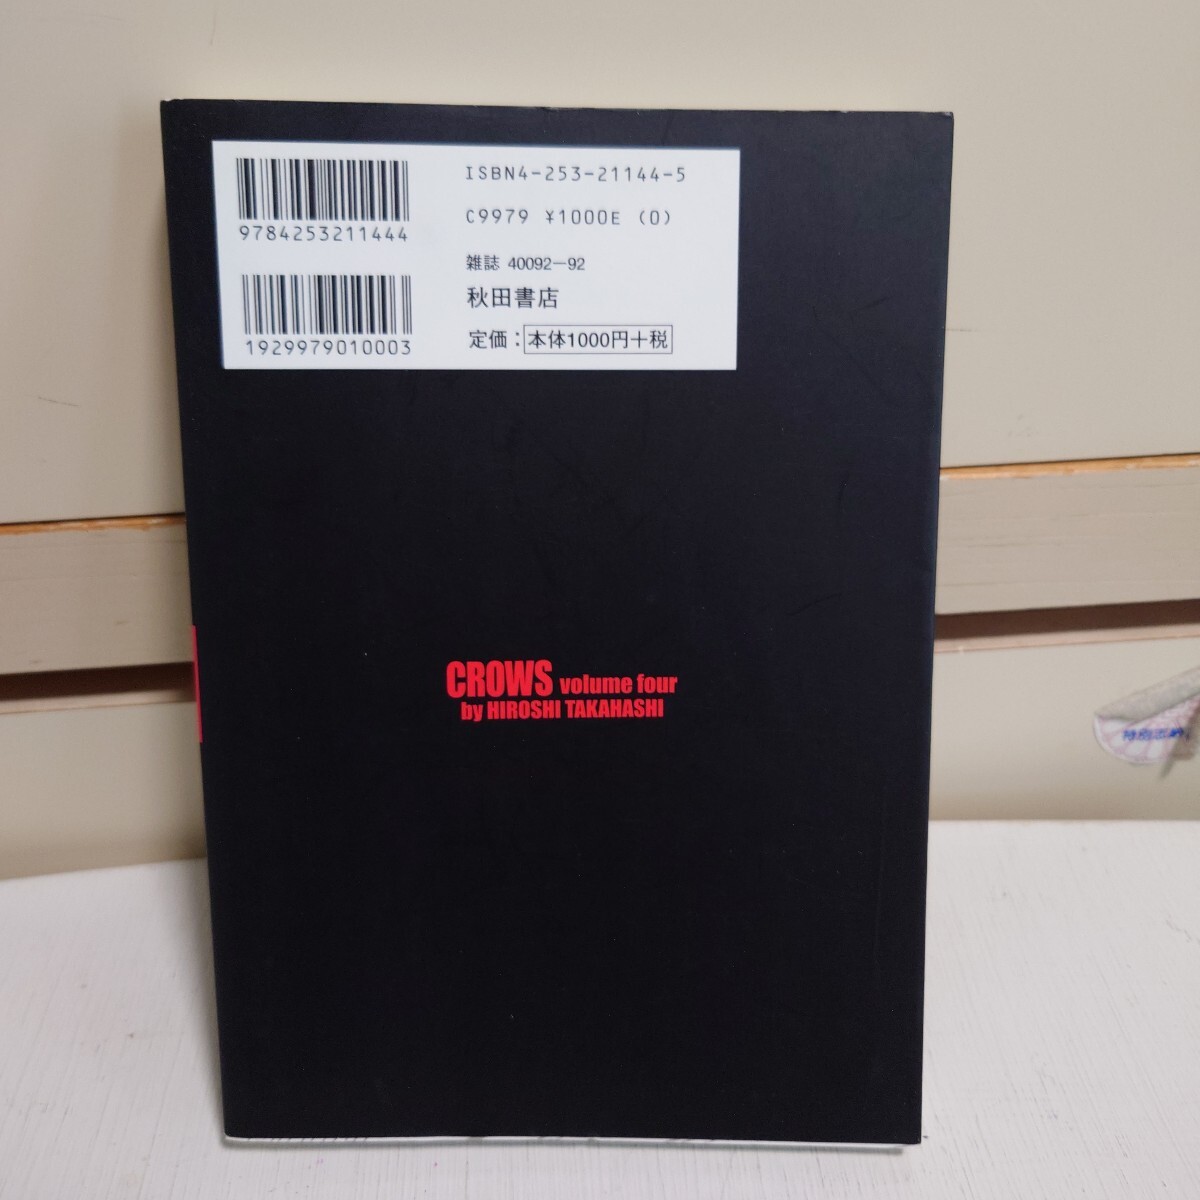 9784253211444
1929979010003
ISBN4-253-21144-5
C9979 ¥1000E (0)
雑誌 40092-92
秋田書店
定価：本体1000円+税
CROWS volume four
by HIROSHI TAKAHASHI